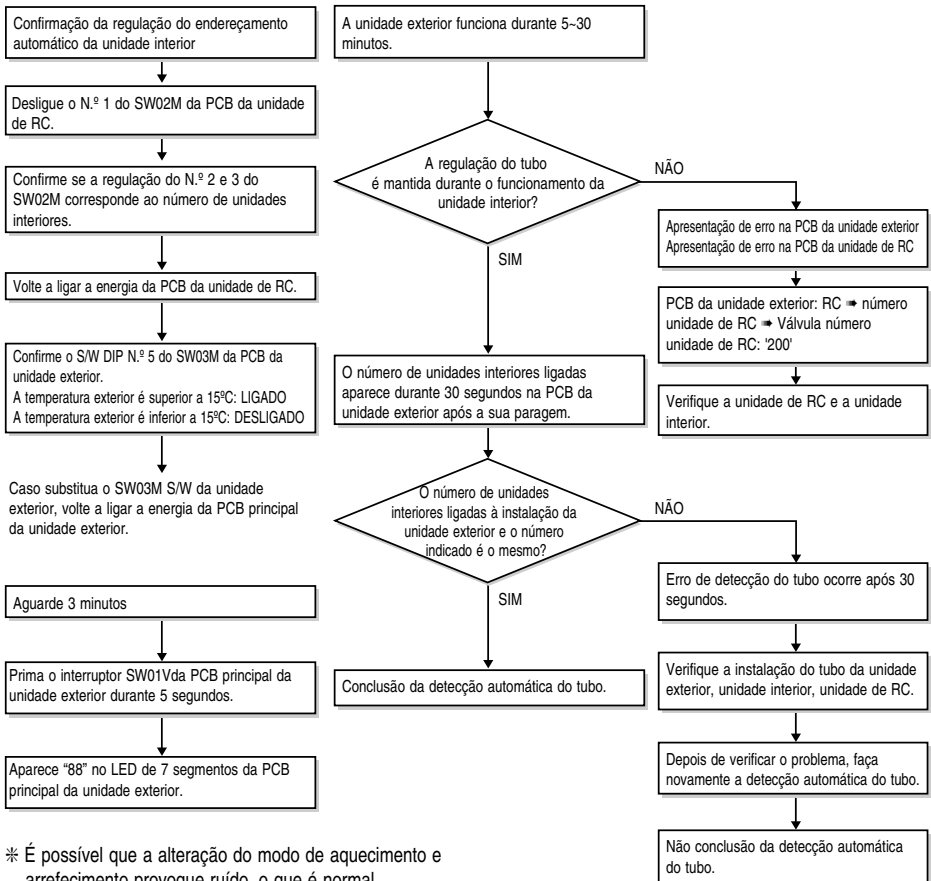 Confirmação da regulação do endereçamento
automático da unidade interior
Desligue o N.º 1 do SW02M da PCB da unidade
de RC.
Confirme se a regulação do N.º 2 e 3 do
SW02M corresponde ao número de unidades
interiores.
Volte a ligar a energia da PCB da unidade de RC.
Confirme o S/W DIP N.º 5 do SW03M da PCB da
unidade exterior.
A temperatura exterior é superior a 15ºC: LIGADO
A temperatura exterior é inferior a 15ºC: DESLIGADO
Caso substitua o SW03M S/W da unidade
exterior, volte a ligar a energia da PCB principal
da unidade exterior.
Aguarde 3 minutos
Prima o interruptor SW01Vda PCB principal da
unidade exterior durante 5 segundos.
Aparece “88” no LED de 7 segmentos da PCB
principal da unidade exterior.
❈ É possível que a alteração do modo de aquecimento e
arrefecimento provoque ruído, o que é normal.
A unidade exterior funciona durante 5~30
minutos.
A regulação do tubo
é mantida durante o funcionamento da
unidade interior?
NÃO
SIM
O número de unidades interiores ligadas
aparece durante 30 segundos na PCB da
unidade exterior após a sua paragem.
O número de unidades
interiores ligadas à instalação da
unidade exterior e o número
indicado é o mesmo?
NÃO
SIM
Conclusão da detecção automática do tubo.
Apresentação de erro na PCB da unidade exterior
Apresentação de erro na PCB da unidade de RC
PCB da unidade exterior: RC ➠ número
unidade de RC ➠ Válvula número
unidade de RC: '200'
Verifique a unidade de RC e a unidade
interior.
Erro de detecção do tubo ocorre após 30
segundos.
Verifique a instalação do tubo da unidade
exterior, unidade interior, unidade de RC.
Depois de verificar o problema, faça
novamente a detecção automática do tubo.
Não conclusão da detecção automática
do tubo.